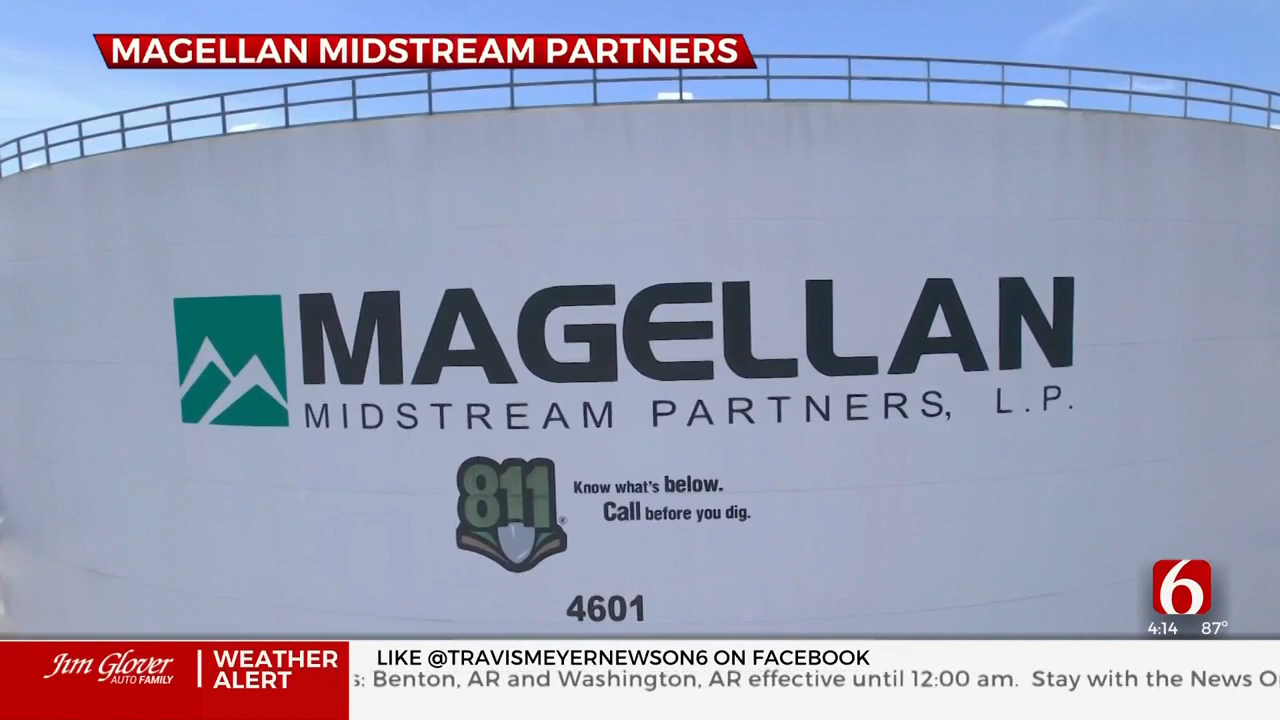 MAGELLAN MIDSTREAM PARTNERS
MAGELLAN
MIDSTREAM PARTNERS, L.P.
811®
Know what's below.
Call before you dig.
4601
6
4:14 87°
Jim Glover
AUTO FAMILY
WEATHER
ALERT
LIKE @TRAVISMEYERNEWSON6 ON FACEBOOK
s: Benton, AR and Washington, AR effective until 12:00 am. Stay with the News O